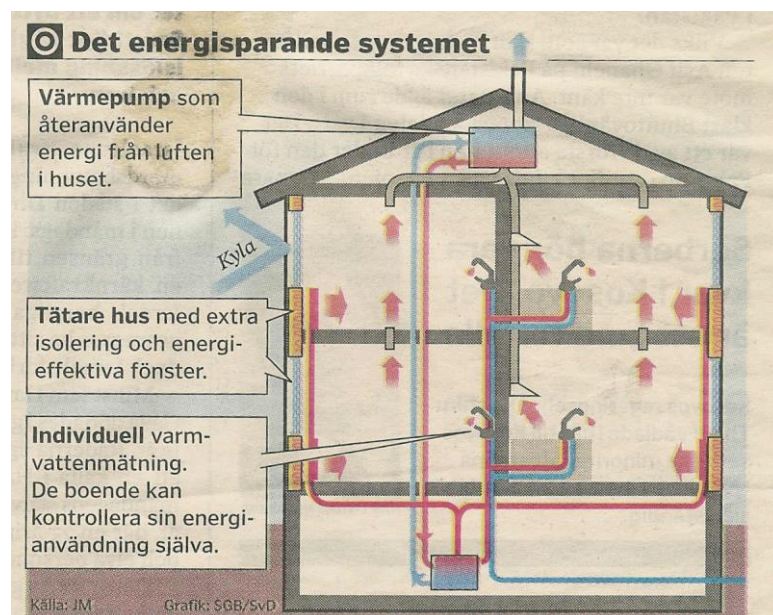 Det energisparande systemet
Värmepump som
återanvänder
energi från luften
i huset.
Kyla
Tätare hus med extra
isolering och energi-
effektiva fönster.
Individuell varm-
vattenmätning.
De boende kan
kontrollera sin energi-
användning själva.
Källa: JM
Grafik: SGB/SvD